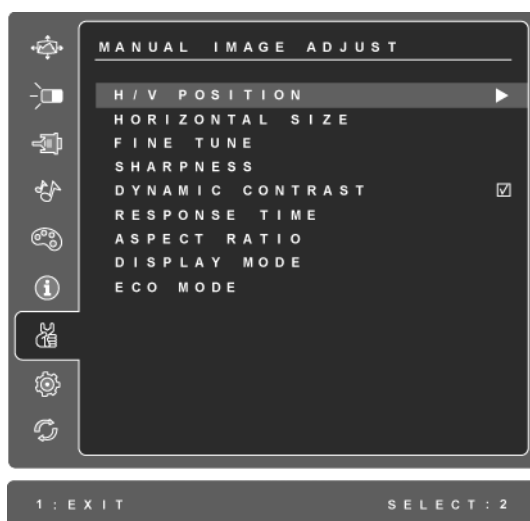 MANUAL IMAGE ADJUST
H/V POSITION
HORIZONTAL SIZE
FINE TUNE
SHARPNESS
DYNAMIC CONTRAST
RESPONSE TIME
ASPECT RATIO
DISPLAY MODE
ECO MODE
1:EXIT SELECT:2